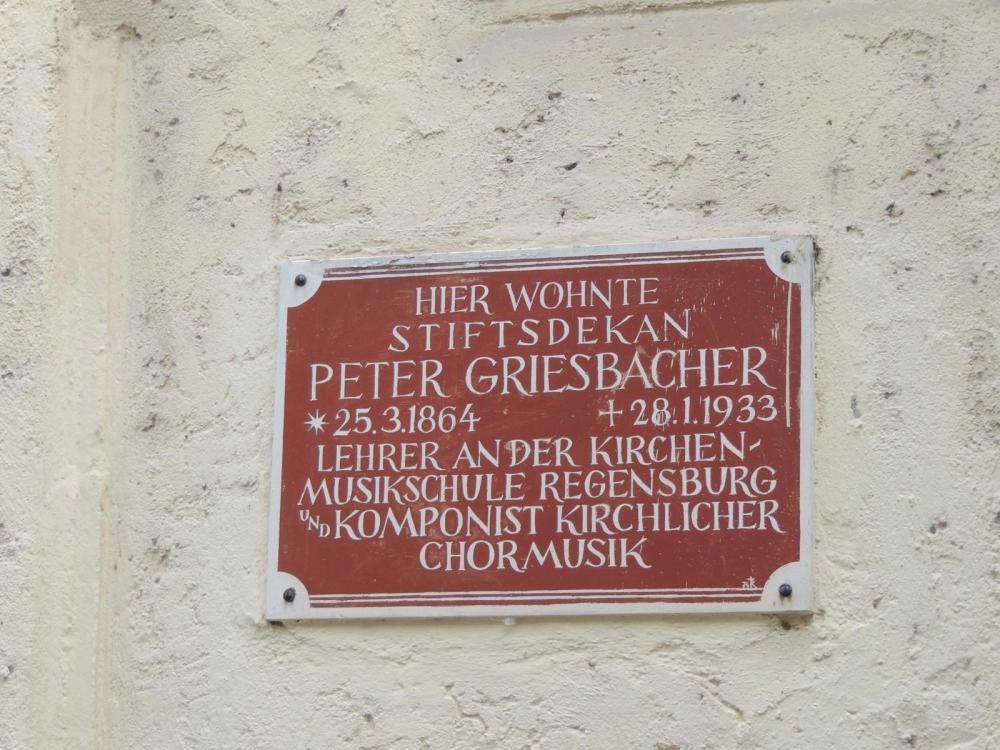 HIER WOHNTE
STIFTSDEKAN
PETER GRIESBACHER
*25.3.1864 +28.1.1933
LEHRER AN DER KIRCHEN-
MUSIKSCHULE REGENSBURG
UND KOMPONIST KIRCHLICHER
CHORMUSIK